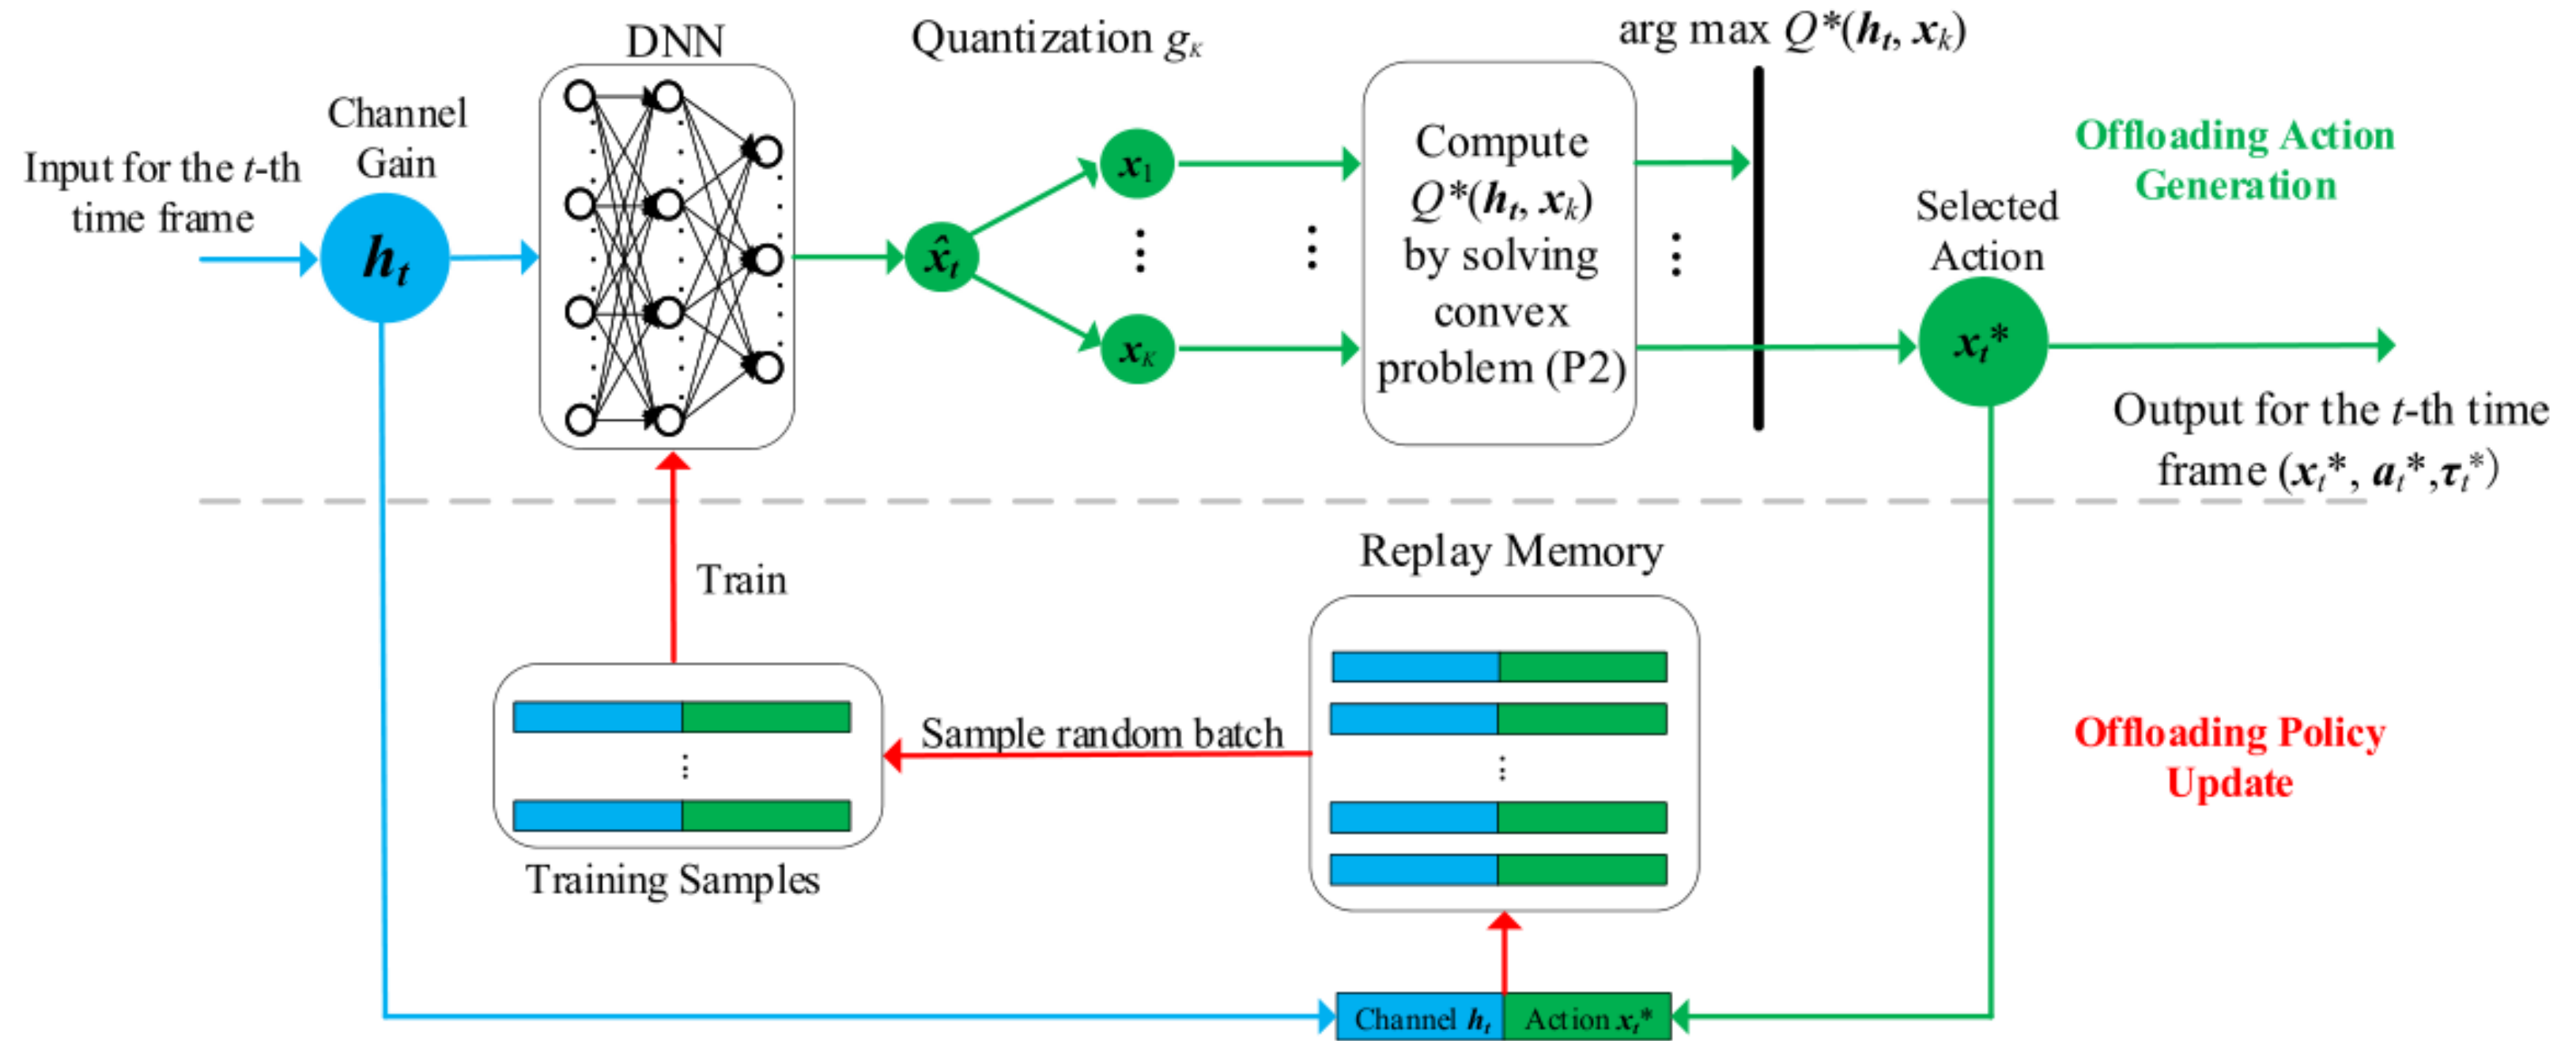 Input for the t-th
time frame
Channel
Gain
h_t
DNN
Quantization g_K
x̂_t
x_1
x_K
Compute
Q*(h_t, x_k)
by solving
convex
problem (P2)
arg max Q*(h_t, x_k)
Selected
Action
x_t*
Offloading Action
Generation
Output for the t-th time
frame (x_t*, a_t*,τ_t*)
Train
Training Samples
Sample random batch
Replay Memory
Offloading Policy
Update
Channel h_t
Action x_t*